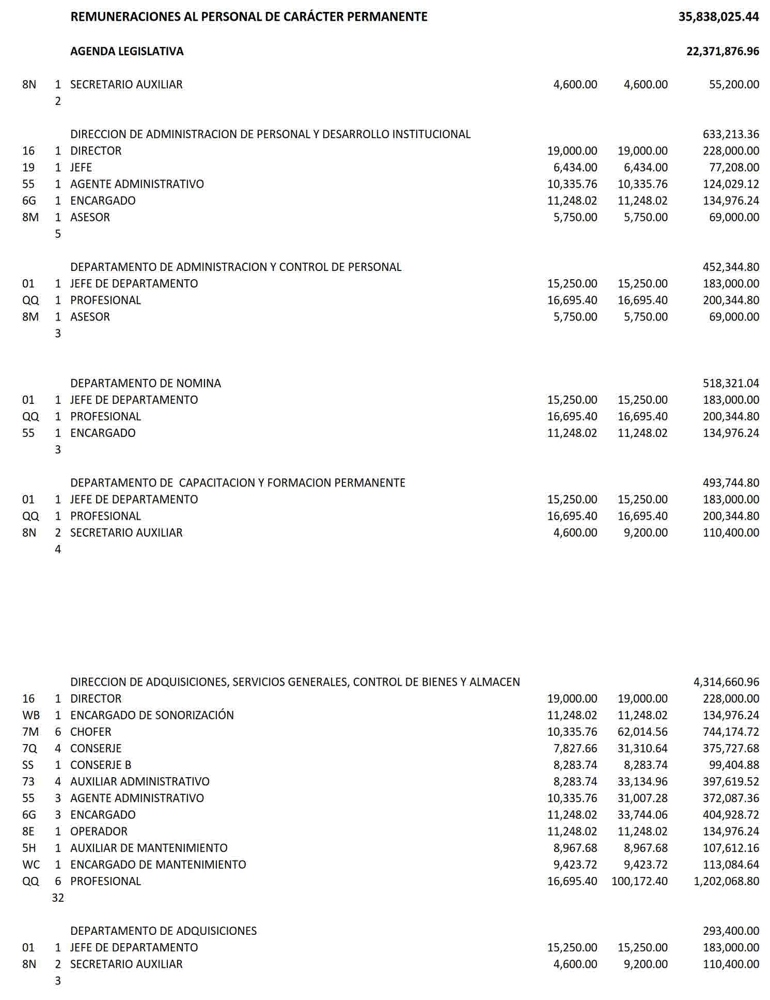 REMUNERACIONES AL PERSONAL DE CARÁCTER PERMANENTE 35,838,025.44
AGENDA LEGISLATIVA 22,371,876.96
8N 1 SECRETARIO AUXILIAR 4,600.00 4,600.00 55,200.00
2
DIRECCION DE ADMINISTRACION DE PERSONAL Y DESARROLLO INSTITUCIONAL 633,213.36
16 1 DIRECTOR 19,000.00 19,000.00 228,000.00
19 1 JEFE 6,434.00 6,434.00 77,208.00
55 1 AGENTE ADMINISTRATIVO 10,335.76 10,335.76 124,029.12
6G 1 ENCARGADO 11,248.02 11,248.02 134,976.24
8M 1 ASESOR 5,750.00 5,750.00 69,000.00
5
DEPARTAMENTO DE ADMINISTRACION Y CONTROL DE PERSONAL 452,344.80
01 1 JEFE DE DEPARTAMENTO 15,250.00 15,250.00 183,000.00
QQ 1 PROFESIONAL 16,695.40 16,695.40 200,344.80
8M 1 ASESOR 5,750.00 5,750.00 69,000.00
3
DEPARTAMENTO DE NOMINA 518,321.04
01 1 JEFE DE DEPARTAMENTO 15,250.00 15,250.00 183,000.00
QQ 1 PROFESIONAL 16,695.40 16,695.40 200,344.80
55 1 ENCARGADO 11,248.02 11,248.02 134,976.24
3
DEPARTAMENTO DE CAPACITACION Y FORMACION PERMANENTE 493,744.80
01 1 JEFE DE DEPARTAMENTO 15,250.00 15,250.00 183,000.00
QQ 1 PROFESIONAL 16,695.40 16,695.40 200,344.80
8N 2 SECRETARIO AUXILIAR 4,600.00 9,200.00 110,400.00
4
DIRECCION DE ADQUISICIONES, SERVICIOS GENERALES, CONTROL DE BIENES Y ALMACEN 4,314,660.96
16 1 DIRECTOR 19,000.00 19,000.00 228,000.00
WB 1 ENCARGADO DE SONORIZACIÓN 11,248.02 11,248.02 134,976.24
7M 6 CHOFER 10,335.76 62,014.56 744,174.72
7Q 4 CONSERJE 7,827.66 31,310.64 375,727.68
SS 1 CONSERJE B 8,283.74 8,283.74 99,404.88
73 4 AUXILIAR ADMINISTRATIVO 8,283.74 33,134.96 397,619.52
55 3 AGENTE ADMINISTRATIVO 10,335.76 31,007.28 372,087.36
6G 3 ENCARGADO 11,248.02 33,744.06 404,928.72
8E 1 OPERADOR 11,248.02 11,248.02 134,976.24
5H 1 AUXILIAR DE MANTENIMIENTO 8,967.68 8,967.68 107,612.16
WC 1 ENCARGADO DE MANTENIMIENTO 9,423.72 9,423.72 113,084.64
QQ 6 PROFESIONAL 16,695.40 100,172.40 1,202,068.80
32
DEPARTAMENTO DE ADQUISICIONES 293,400.00
01 1 JEFE DE DEPARTAMENTO 15,250.00 15,250.00 183,000.00
8N 2 SECRETARIO AUXILIAR 4,600.00 9,200.00 110,400.00
3